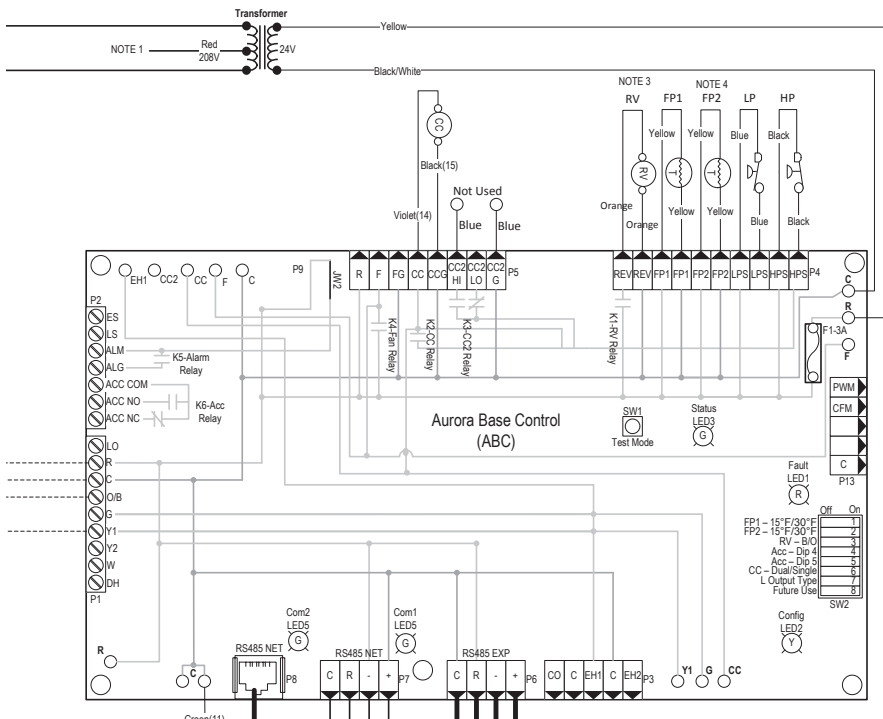 Transformer
Yellow
NOTE 1
Red
208V
24V
Black/White
NOTE 3
RV
FP1
NOTE 4
FP2
LP
HP
CC
Yellow
Yellow
Blue
Black
Black(15)
T
T
RV
Not Used
Violet(14)
Blue
Blue
Orange
Orange
Yellow
Yellow
Blue
Black
EH1
CC2
CC
F
C
P9
JW2
R
F
FG
CC
CCG
CC2
HI
CC2
LO
CC2
G
P5
REV
REV
FP1
FP1
FP2
FP2
LPS
LPS
HPS
HPS
P4
C
R
F1-3A
F
P2
ES
LS
ALM
ALG
ACC COM
ACC NO
ACC NC
K5-Alarm
Relay
K6-Acc
Relay
K4-Fan Relay
K2-CC Relay
K3-CC2 Relay
K1-RV Relay
Aurora Base Control
(ABC)
SW1
Test Mode
Status
LED3
G
PWM
CFM
C
P13
LO
R
C
O/B
G
Y1
Y2
W
DH
P1
Fault
LED1
R
Off
On
FP1 – 15°F/30°F 1
FP2 – 15°F/30°F 2
RV – B/O 3
Acc – Dip 4 4
Acc – Dip 5 5
CC – Dual/Single 6
L Output Type 7
Future Use 8
SW2
Config
LED2
Y
R
C
Com2
LED5
G
Com1
LED5
G
RS485 NET
P8
RS485 NET
C
R
-
+
P7
RS485 EXP
C
R
-
+
P6
CO
C
EH1
C
EH2
P3
Y1
G
CC
Green(11)